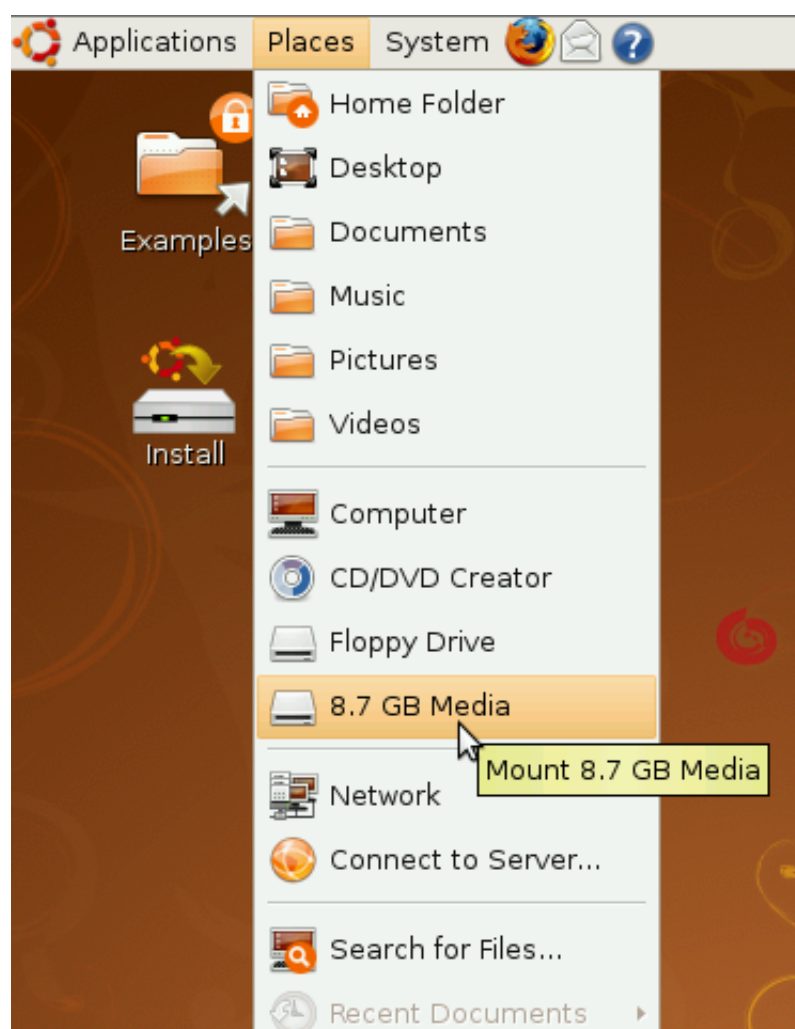 Applications Places System
Examples
Install
Home Folder
Desktop
Documents
Music
Pictures
Videos
Computer
CD/DVD Creator
Floppy Drive
8.7 GB Media
Mount 8.7 GB Media
Network
Connect to Server...
Search for Files...
Recent Documents